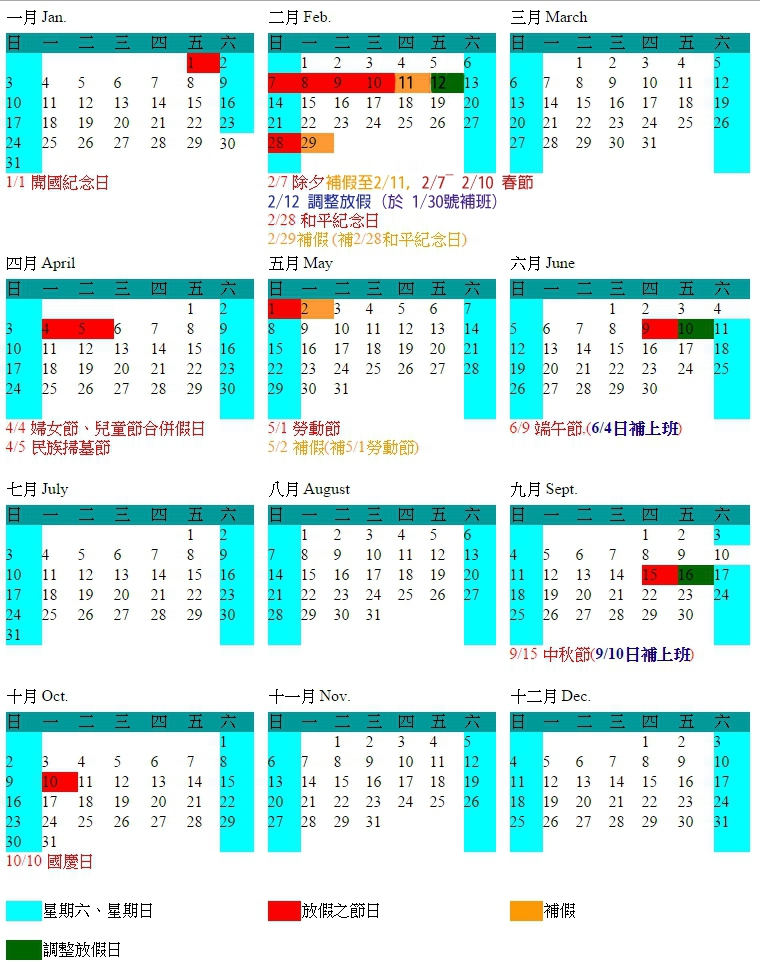 一月 Jan.
日 一 二 三 四 五 六
1 2
3 4 5 6 7 8 9
10 11 12 13 14 15 16
17 18 19 20 21 22 23
24 25 26 27 28 29 30
31
1/1 開國紀念日
二月 Feb.
日 一 二 三 四 五 六
1 2 3 4 5 6
7 8 9 10 11 12 13
14 15 16 17 18 19 20
21 22 23 24 25 26 27
28 29
2/7 除夕補假至2/11, 2/7~ 2/10 春節
2/12 調整放假 (於 1/30號補班)
2/28 和平紀念日
2/29補假 (補2/28和平紀念日)
三月 March
日 一 二 三 四 五 六
1 2 3 4 5
6 7 8 9 10 11 12
13 14 15 16 17 18 19
20 21 22 23 24 25 26
27 28 29 30 31
四月 April
日 一 二 三 四 五 六
1 2
3 4 5 6 7 8 9
10 11 12 13 14 15 16
17 18 19 20 21 22 23
24 25 26 27 28 29 30
4/4 婦女節、兒童節合併假日
4/5 民族掃墓節
五月 May
日 一 二 三 四 五 六
1 2 3 4 5 6 7
8 9 10 11 12 13 14
15 16 17 18 19 20 21
22 23 24 25 26 27 28
29 30 31
5/1 勞動節
5/2 補假(補5/1勞動節)
六月 June
日 一 二 三 四 五 六
1 2 3 4
5 6 7 8 9 10 11
12 13 14 15 16 17 18
19 20 21 22 23 24 25
26 27 28 29 30
6/9 端午節.(6/4日補上班)
七月 July
日 一 二 三 四 五 六
1 2
3 4 5 6 7 8 9
10 11 12 13 14 15 16
17 18 19 20 21 22 23
24 25 26 27 28 29 30
31
八月 August
日 一 二 三 四 五 六
1 2 3 4 5 6
7 8 9 10 11 12 13
14 15 16 17 18 19 20
21 22 23 24 25 26 27
28 29 30 31
九月 Sept.
日 一 二 三 四 五 六
1 2 3
4 5 6 7 8 9 10
11 12 13 14 15 16 17
18 19 20 21 22 23 24
25 26 27 28 29 30
9/15 中秋節(9/10日補上班)
十月 Oct.
日 一 二 三 四 五 六
1
2 3 4 5 6 7 8
9 10 11 12 13 14 15
16 17 18 19 20 21 22
23 24 25 26 27 28 29
30 31
10/10 國慶日
十一月 Nov.
日 一 二 三 四 五 六
1 2 3 4 5
6 7 8 9 10 11 12
13 14 15 16 17 18 19
20 21 22 23 24 25 26
27 28 29 31
十二月 Dec.
日 一 二 三 四 五 六
1 2 3
4 5 6 7 8 9 10
11 12 13 14 15 16 17
18 19 20 21 22 23 24
25 26 27 28 29 30 31
星期六、星期日
放假之節日
補假
調整放假日